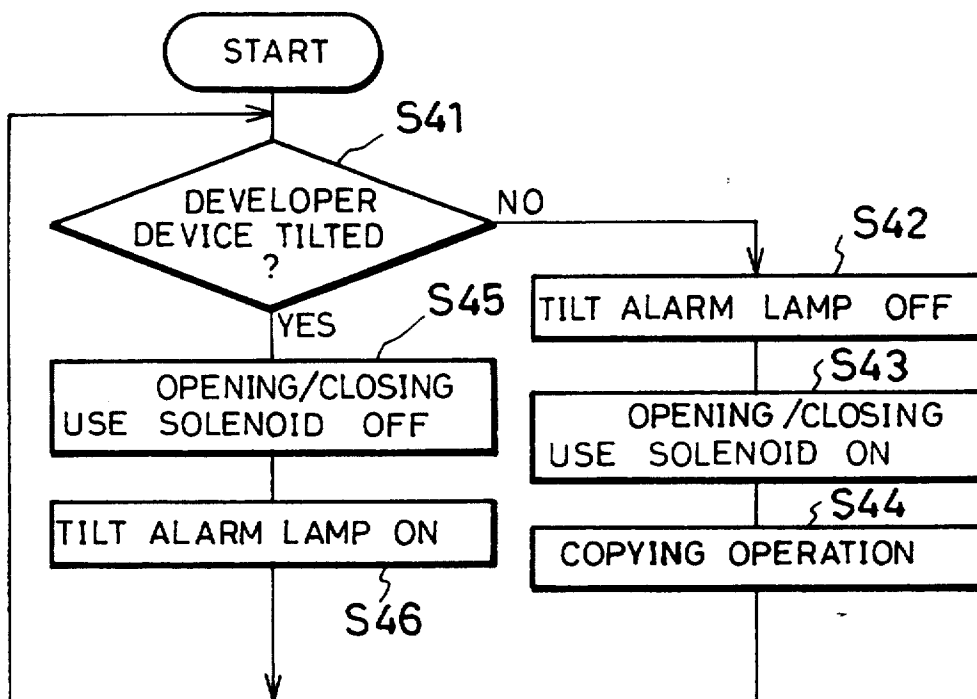 START
S41
DEVELOPER
DEVICE TILTED
?
NO
YES
S42
TILT ALARM LAMP OFF
S45
OPENING/CLOSING
USE SOLENOID OFF
S43
OPENING/CLOSING
USE SOLENOID ON
TILT ALARM LAMP ON
S46
S44
COPYING OPERATION